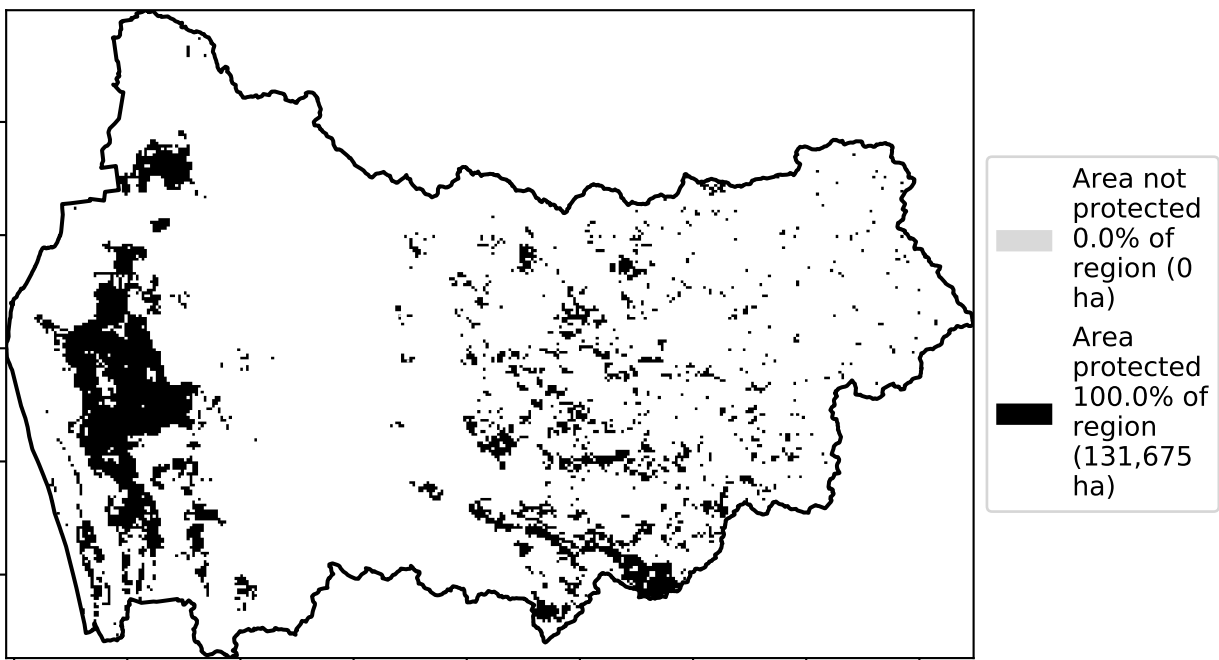 Area not
protected
0.0% of
region (0
ha)
Area
protected
100.0% of
region
(131,675
ha)